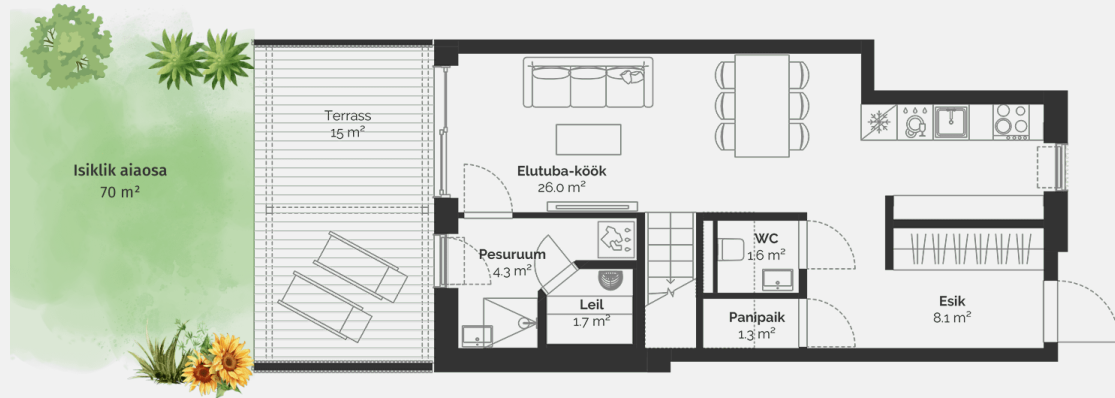 Terrass
15 m²
Isiklik aiaosa
70 m²
Elutuba-köök
26.0 m²
Pesuruum
4.3 m²
WC
1.6 m²
Leil
1.7 m²
Panipaik
1.3 m²
Esik
8.1 m²